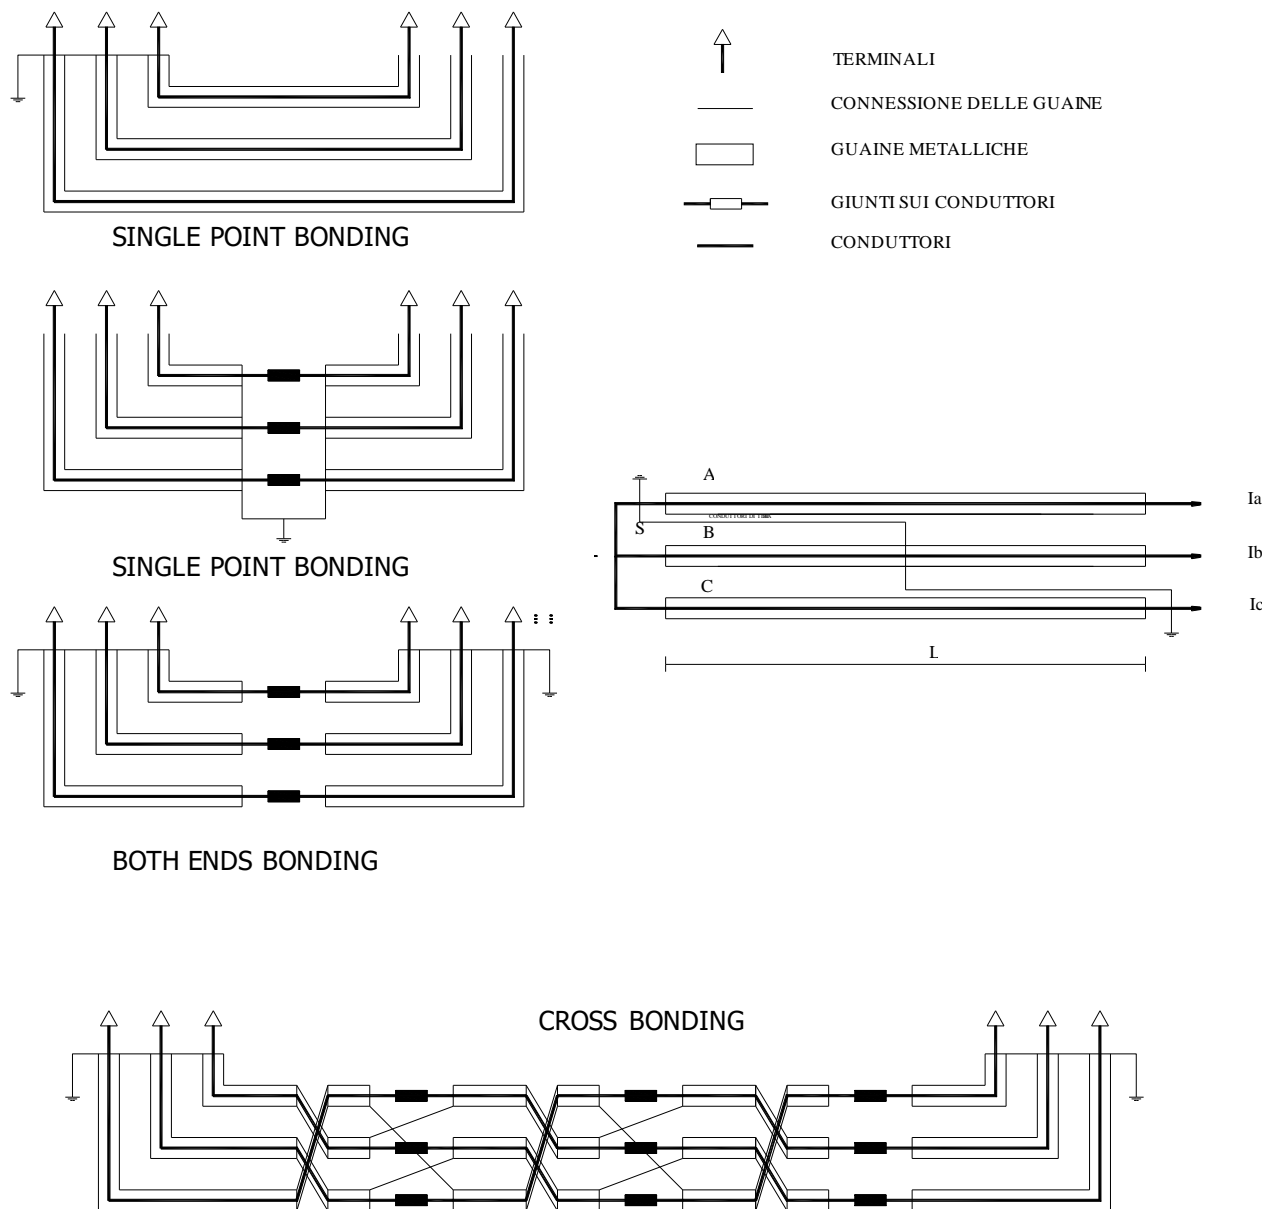 TERMINALI
CONNESSIONE DELLE GUAINE
GUAINE METALLICHE
GIUNTI SUI CONDUTTORI
CONDUTTORI
SINGLE POINT BONDING
SINGLE POINT BONDING
A
Ia
S
B
Ib
C
Ic
L
BOTH ENDS BONDING
CROSS BONDING